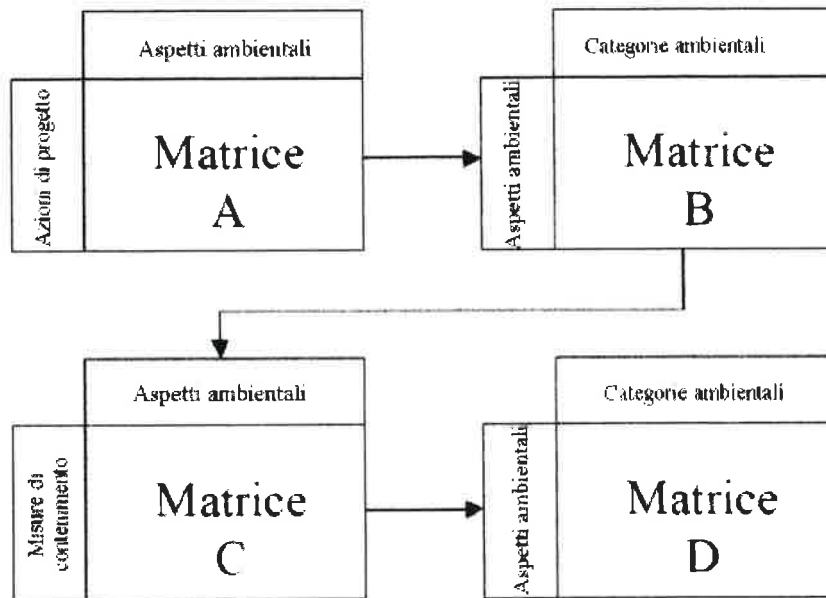 Aspetti ambientali
Azioni di progetto
Matrice
A
Categorie ambientali
Aspetti ambientali
Matrice
B
Aspetti ambientali
Misure di
contenimento
Matrice
C
Categorie ambientali
Aspetti ambientali
Matrice
D